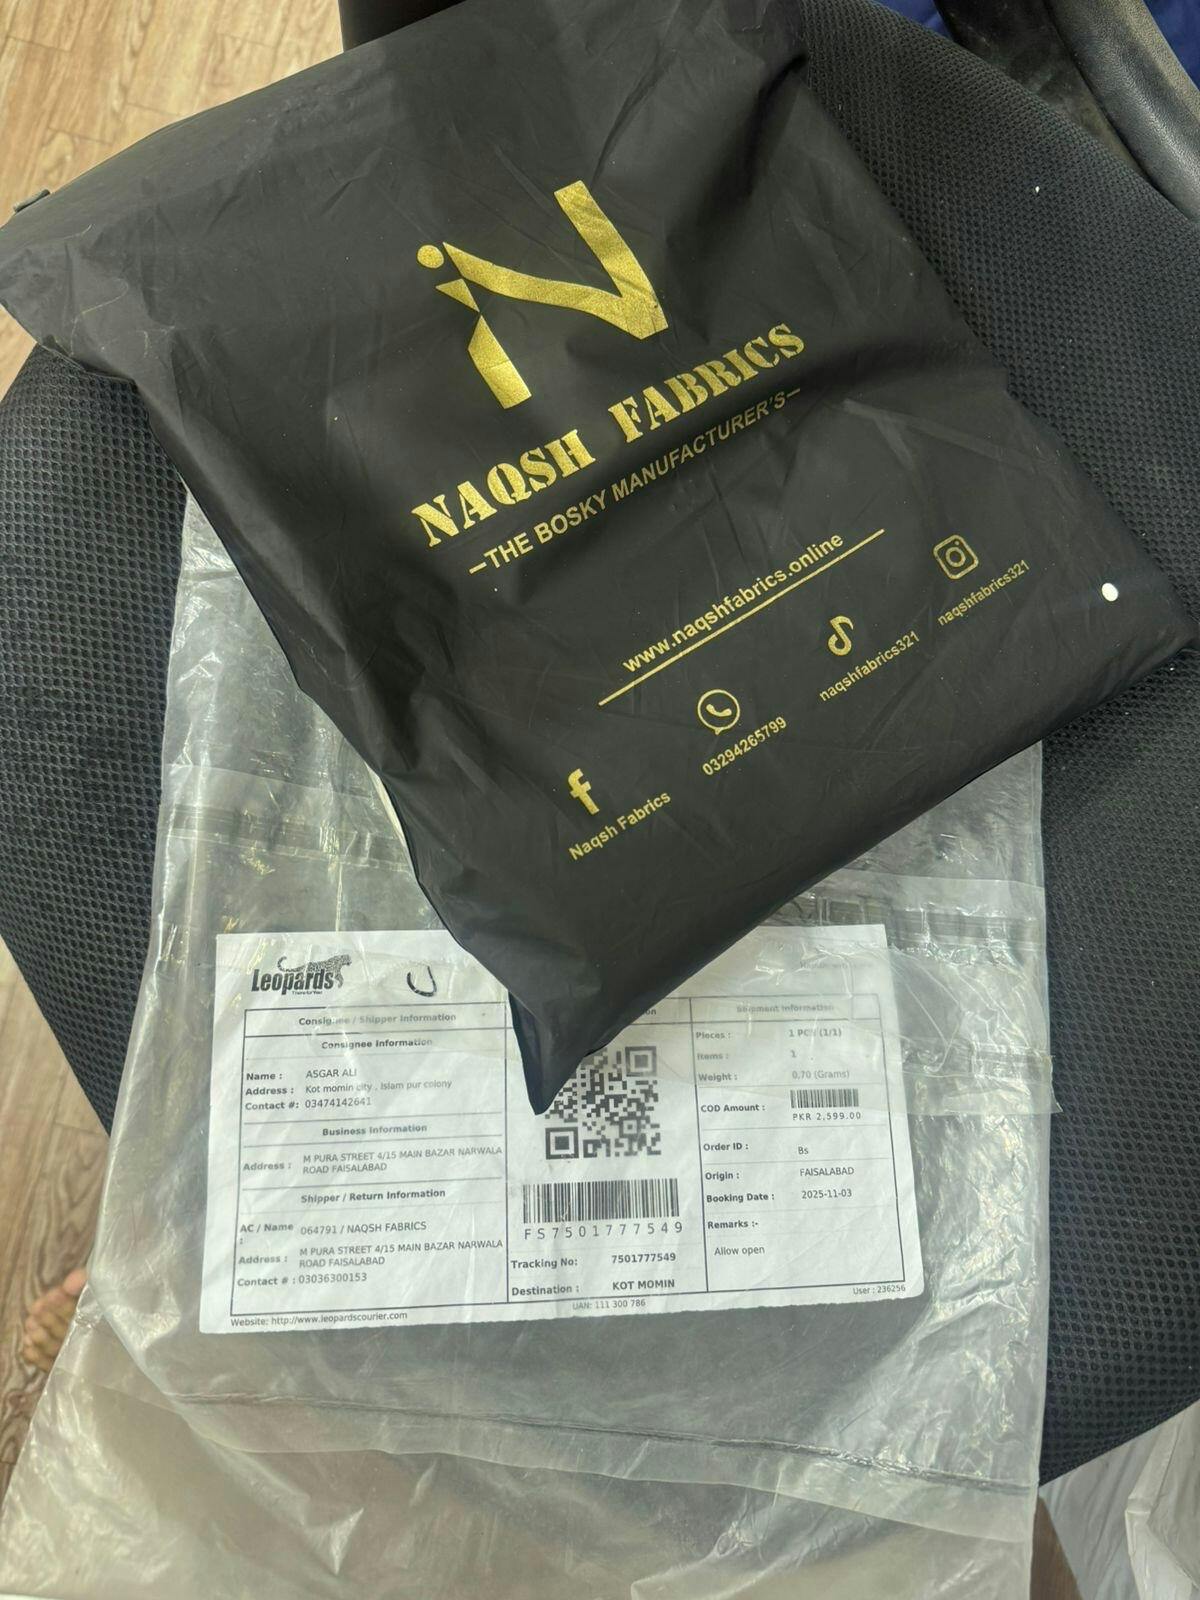 NAQSH FABRICS
—THE BOSKY MANUFACTURER'S—
www.naqshfabrics.online
naqshfabrics321
naqshfabrics321
03294265799
Naqsh Fabrics
Leopards
Consignee / Shipper Information
Consignee Information
Name : ASGAR ALI
Address : Kot momin city . Islam pur colony
Contact #: 03474142641
Business Information
Address : M PURA STREET 4/15 MAIN BAZAR NARWALA
ROAD FAISALABAD
Shipper / Return Information
AC / Name : 064791 / NAQSH FABRICS
Address : M PURA STREET 4/15 MAIN BAZAR NARWALA
ROAD FAISALABAD
Contact # : 03036300153
FS7501777549
Tracking No: 7501777549
Destination : KOT MOMIN
Shipment Information
Pieces : 1 (1/1)
Items : 1
Weight : 0.70 (Grams)
COD Amount :
PKR 2,599.00
Order ID : Bs
Origin : FAISALABAD
Booking Date : 2025-11-03
Remarks :-
Allow open
Website: http://www.leopardscourier.com
UAN: 111 300 786
User : 236256